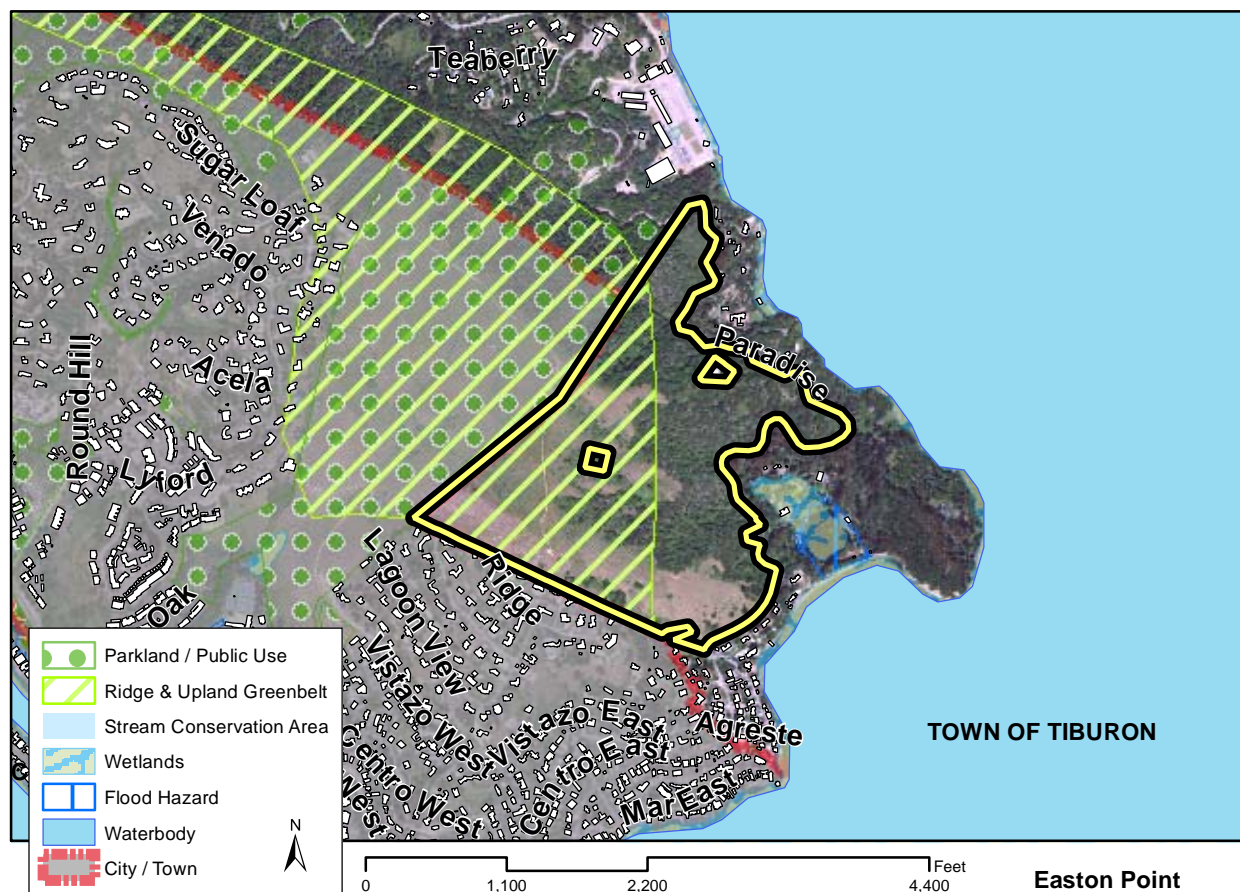 Teaberry
Sugar Loaf
Venado
Acela
Round Hill
Lyford
Paradise
Oak
Lagoon View
Ridge
Vistazo West
Vistazo East
Centro East
Centro West
West
Agreste
Mar East
TOWN OF TIBURON
Parkland / Public Use
Ridge & Upland Greenbelt
Stream Conservation Area
Wetlands
Flood Hazard
Waterbody
City / Town
N
Feet
0 1,100 2,200 4,400
Easton Point